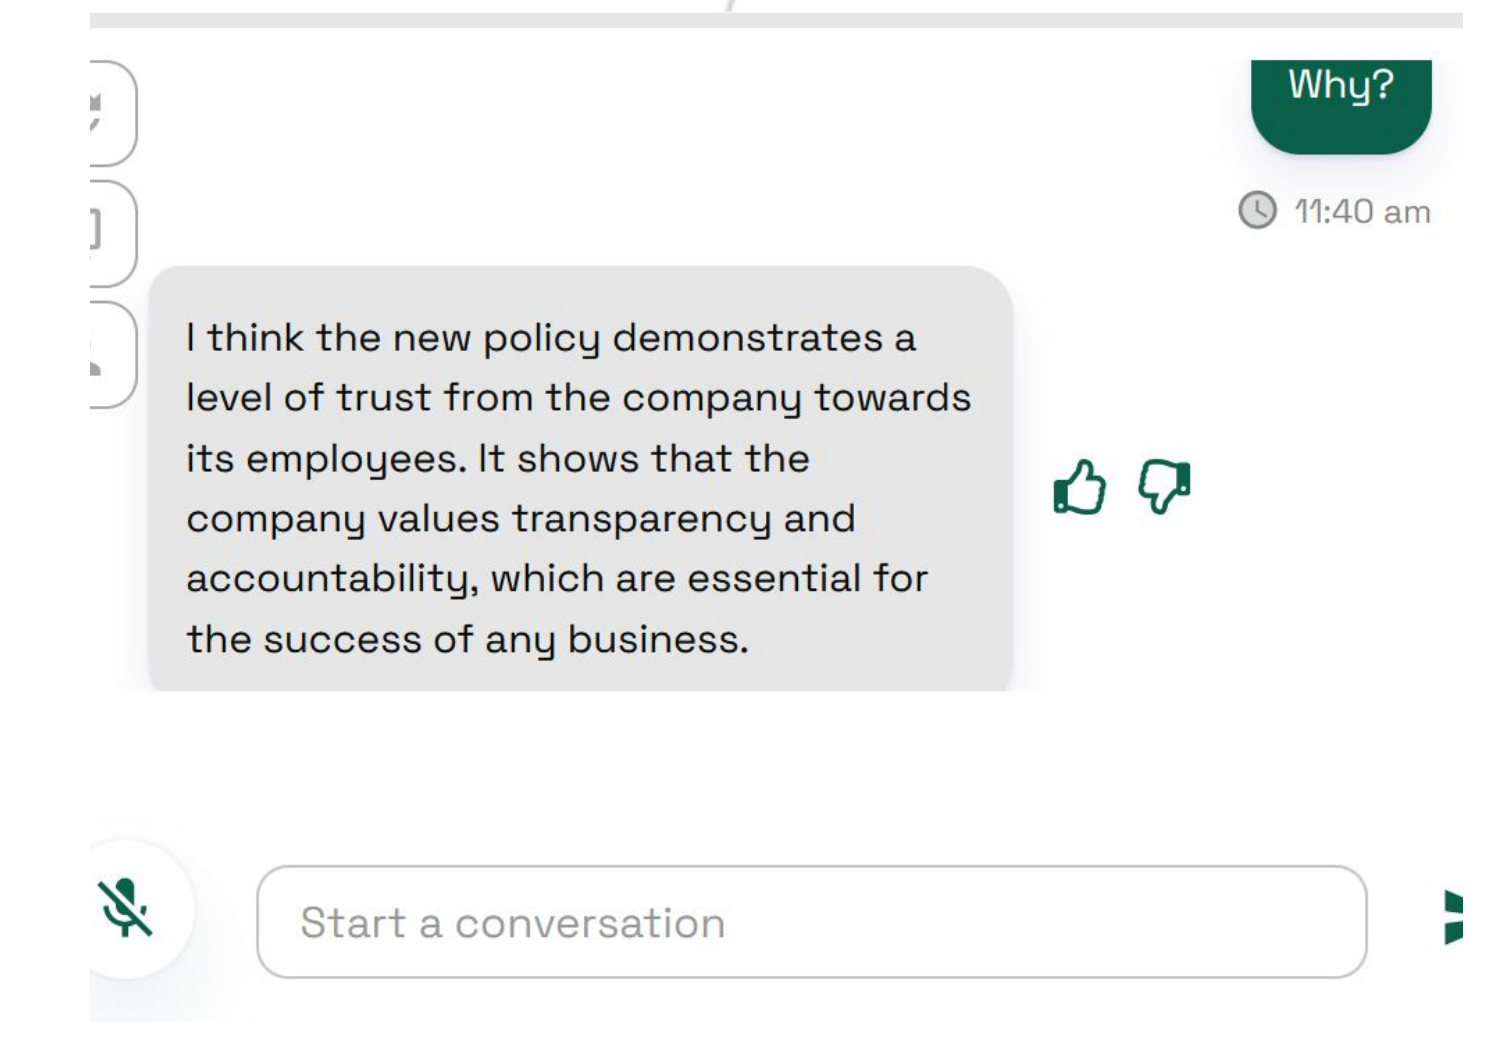 Why?
11:40 am
I think the new policy demonstrates a
level of trust from the company towards
its employees. It shows that the
company values transparency and
accountability, which are essential for
the success of any business.
Start a conversation